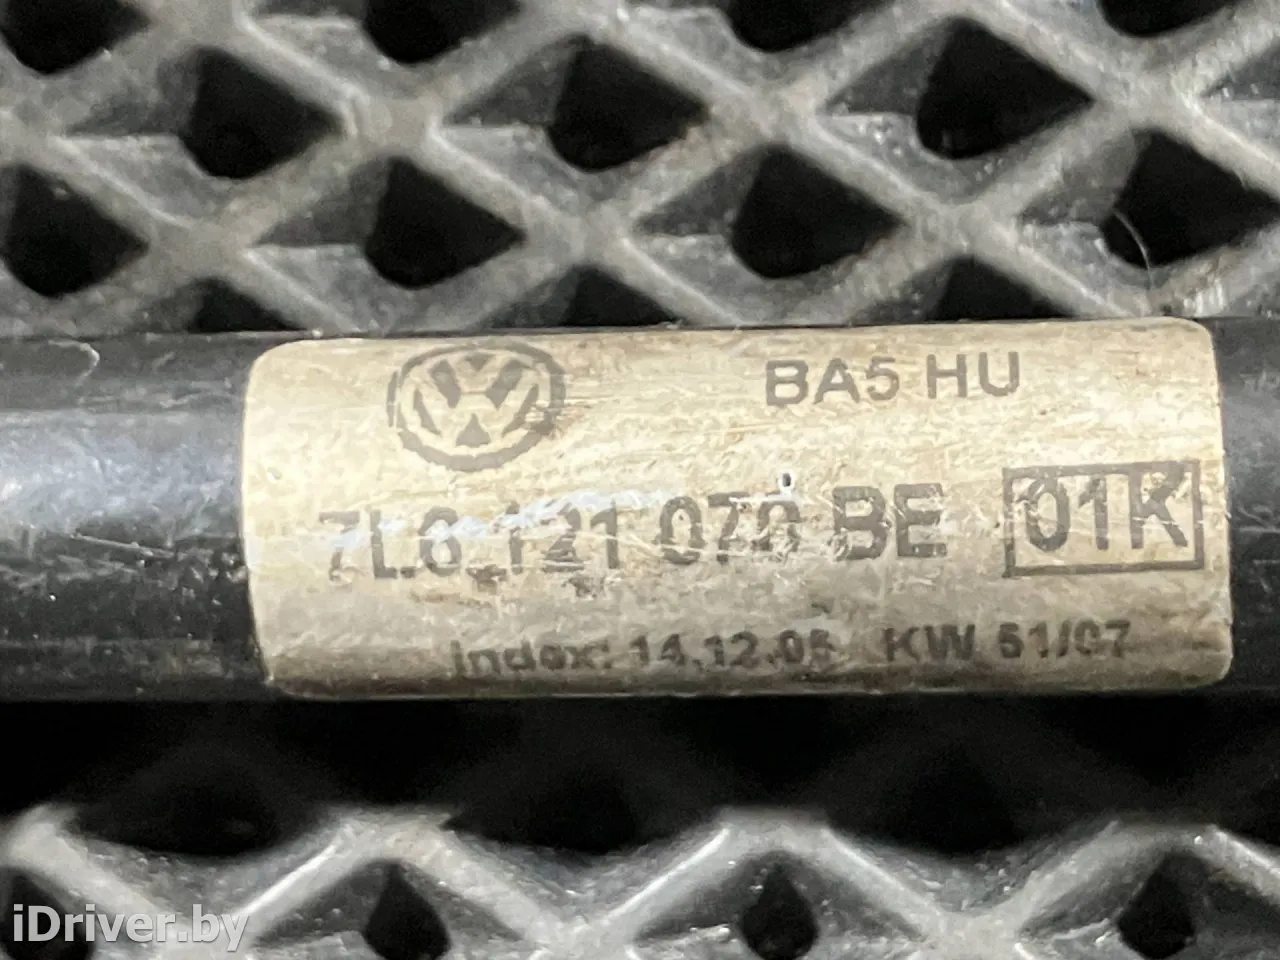 BA5 HU
7L6 121 070 BE 01K
Index: 14.12.05 KW 51/07
iDriver.by